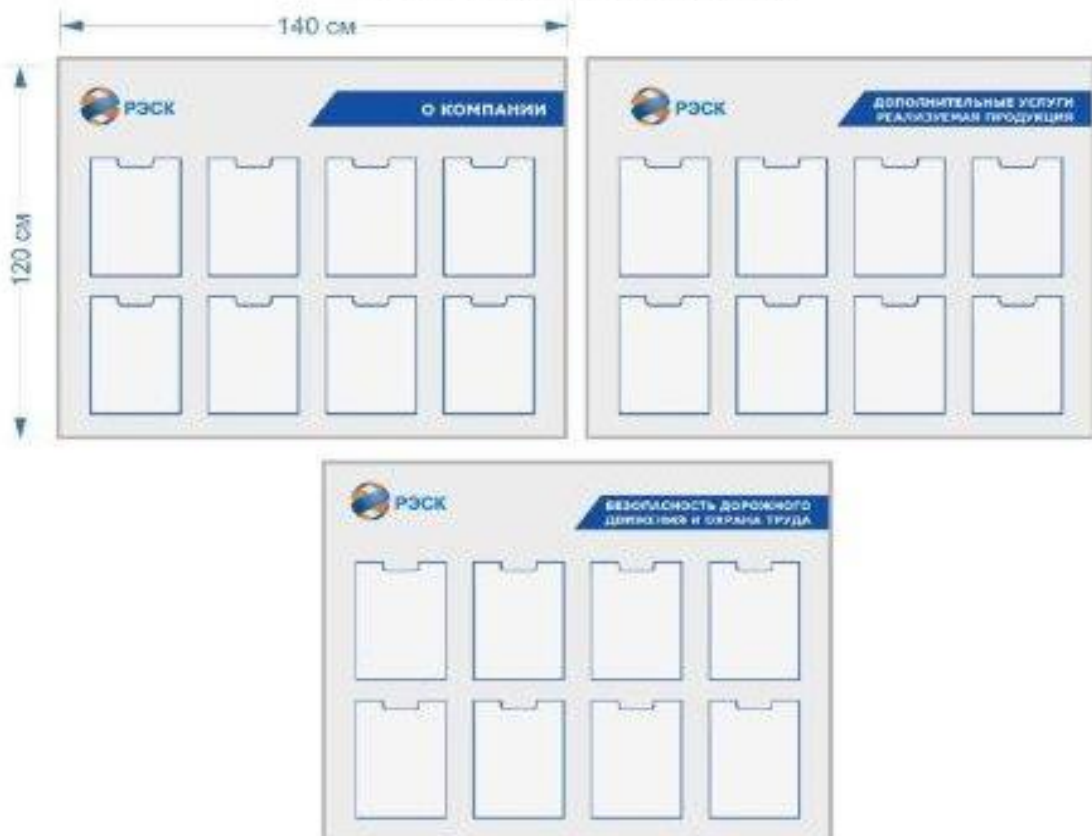 140 см
120 см
РЭСК
О КОМПАНИИ
РЭСК
ДОПОЛНИТЕЛЬНЫЕ УСЛУГИ
РЕАЛИЗУЕМАЯ ПРОДУКЦИЯ
РЭСК
БЕЗОПАСНОСТЬ ДОРОЖНОГО
ДВИЖЕНИЯ И ОХРАНА ТРУДА